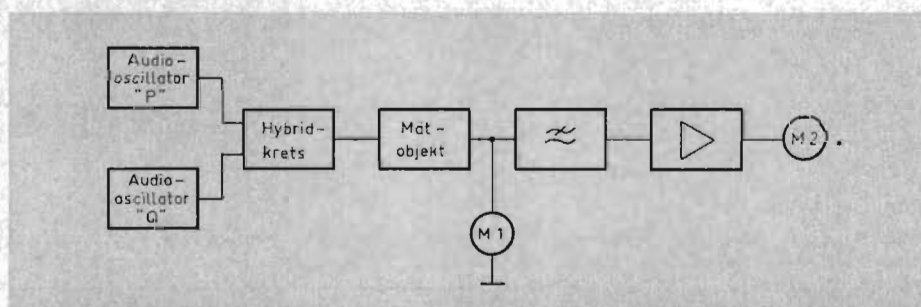 Audio-
oscillator
"P"
Hybrid-
krets
Mät-
objekt
M 2
Audio-
oscillator
"Q"
M 1